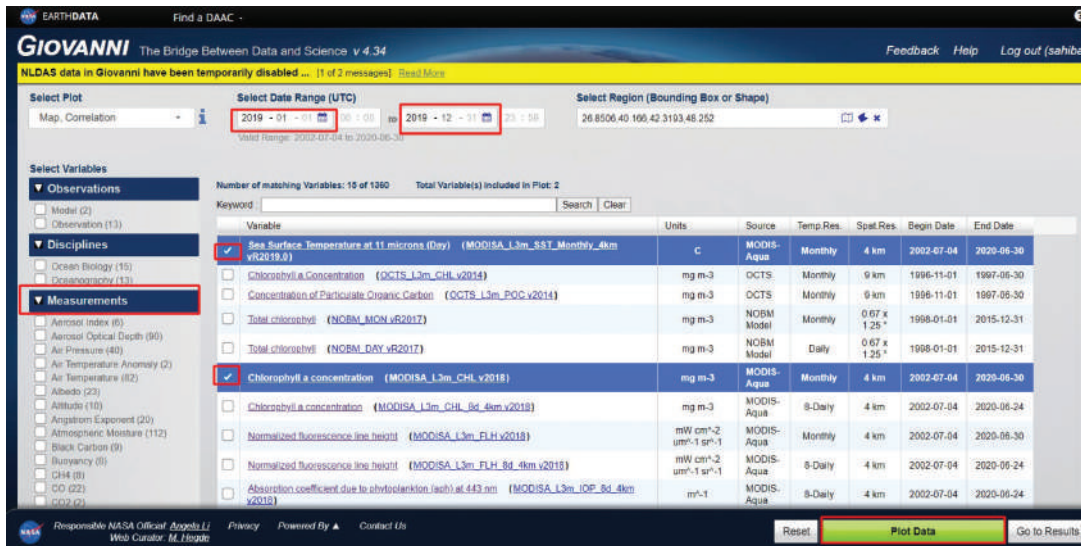 EARTHDATA Find a DAAC -
GIOVANNI The Bridge Between Data and Science v 4.34 Feedback Help Log out (sahiba
NLDAS data in Giovanni have been temporarily disabled ... [1 of 2 messages] Read More
Select Plot Select Date Range (UTC) Select Region (Bounding Box or Shape)
Map, Correlation 2019 - 01 - 01 00 : 00 to 2019 - 12 - 31 23 : 59 26.8506,40.166,42.3193,48.252
Valid Range: 2002-07-04 to 2020-06-30
Select Variables
Observations Number of matching Variables: 15 of 1360 Total Variable(s) included in Plot: 2
Model (2) Keyword : Search Clear
Observation (13) Variable Units Source Temp.Res. Spat.Res. Begin Date End Date
Disciplines Sea Surface Temperature at 11 microns (Day) (MODISA_L3m_SST_Monthly_4km vR2019.0) C MODIS-Aqua Monthly 4 km 2002-07-04 2020-06-30
Ocean Biology (15) Chlorophyll a Concentration (OCTS_L3m_CHL v2014) mg m-3 OCTS Monthly 9 km 1996-11-01 1997-06-30
Oceanography (13)
Measurements Concentration of Particulate Organic Carbon (OCTS_L3m_POC v2014) mg m-3 OCTS Monthly 9 km 1996-11-01 1997-06-30
Aerosol Index (6) Total chlorophyll (NOBM_MON vR2017) mg m-3 NOBM Model Monthly 0.67 x 1.25 ° 1998-01-01 2015-12-31
Aerosol Optical Depth (90)
Air Pressure (40) Total chlorophyll (NOBM_DAY vR2017) mg m-3 NOBM Model Daily 0.67 x 1.25 ° 1998-01-01 2015-12-31
Air Temperature Anomaly (2)
Air Temperature (82) Chlorophyll a concentration (MODISA_L3m_CHL v2018) mg m-3 MODIS-Aqua Monthly 4 km 2002-07-04 2020-06-30
Albedo (23)
Altitude (10) Chlorophyll a concentration (MODISA_L3m_CHL_8d_4km v2018) mg m-3 MODIS-Aqua 8-Daily 4 km 2002-07-04 2020-06-24
Angstrom Exponent (20)
Atmospheric Moisture (112) Normalized fluorescence line height (MODISA_L3m_FLH v2018) mW cm^-2 um^-1 sr^-1 MODIS-Aqua Monthly 4 km 2002-07-04 2020-06-30
Black Carbon (9)
Buoyancy Normalized fluorescence line height (MODISA_L3m_FLH_8d_4km v2018) mW cm^-2 um^-1 sr^-1 MODIS-Aqua 8-Daily 4 km 2002-07-04 2020-06-24
CH4
CO (22) Absorption coefficient due to phytoplankton (aph) at 443 nm (MODISA_L3m_IOP_8d_4km v2018) m^-1 MODIS-Aqua 8-Daily 4 km 2002-07-04 2020-06-24
CO2 (2)
NASA Responsible NASA Official: Angela Li Privacy Powered By ▲ Contact Us Reset Plot Data Go to Results
Web Curator: M. Hegde